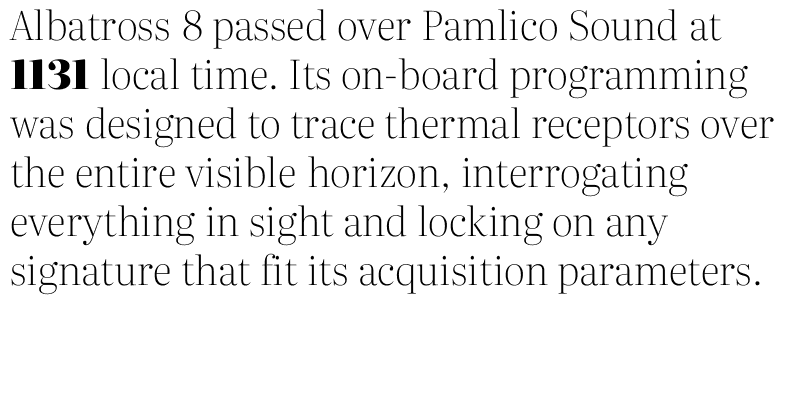 Albatross 8 passed over Pamlico Sound at
1131 local time. Its on-board programming
was designed to trace thermal receptors over
the entire visible horizon, interrogating
everything in sight and locking on any
signature that fit its acquisition parameters.